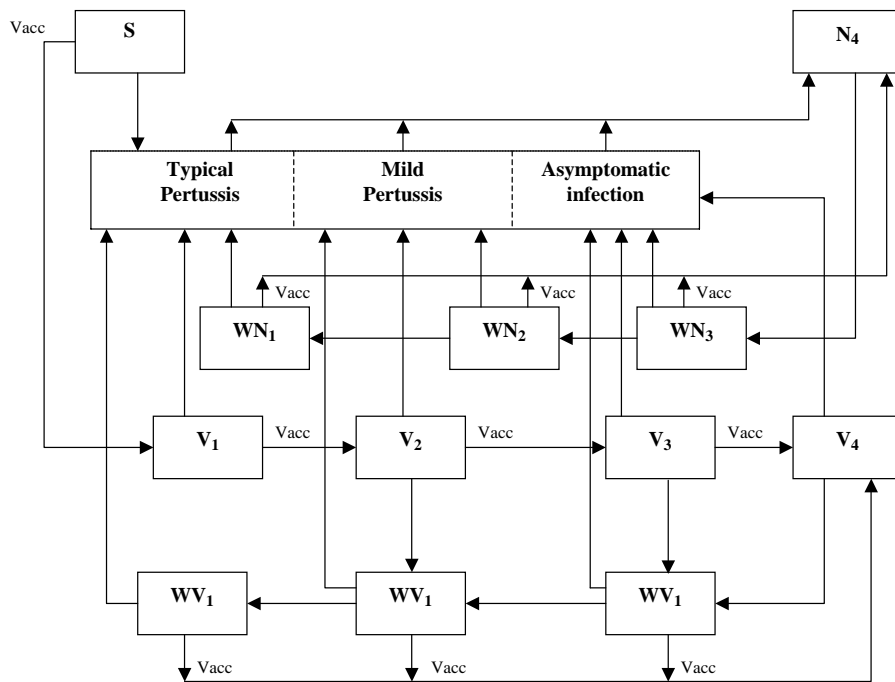 Vacc
S
N4
Typical
Pertussis
Mild
Pertussis
Asymptomatic
infection
Vacc
Vacc
Vacc
WN1
WN2
WN3
V1
Vacc
V2
Vacc
V3
Vacc
V4
WV1
WV1
WV1
Vacc
Vacc
Vacc